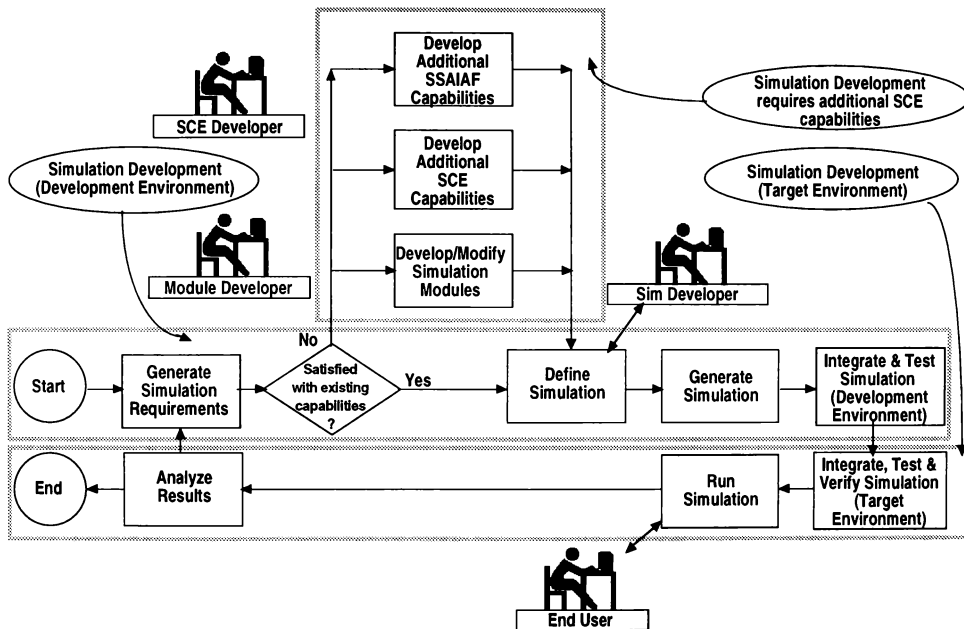 Develop
Additional
SSAIAF
Capabilities
SCE Developer
Simulation Development
requires additional SCE
capabilities
Simulation Development
(Development Environment)
Develop
Additional
SCE
Capabilities
Simulation Development
(Target Environment)
Module Developer
Develop/Modify
Simulation
Modules
Sim Developer
No
Start
Generate
Simulation
Requirements
Satisfied
with existing
capabilities
?
Yes
Define
Simulation
Generate
Simulation
Integrate & Test
Simulation
(Development
Environment)
End
Analyze
Results
Run
Simulation
Integrate, Test &
Verify Simulation
(Target
Environment)
End User